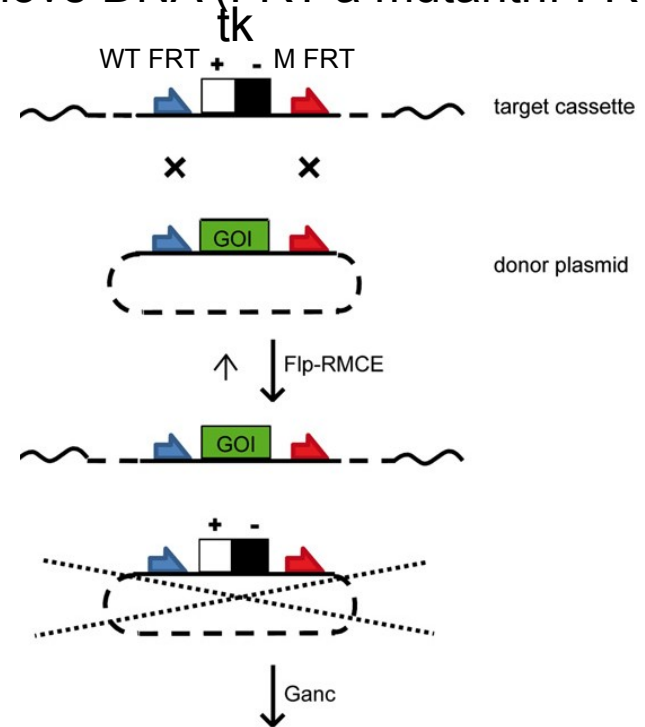 tk
WT FRT + - M FRT
target cassette
× ×
GOI
donor plasmid
↑ Flp-RMCE
GOI
+ -
Ganc